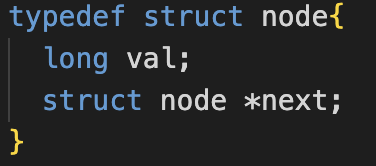 typedef struct node{
long val;
struct node *next;
}